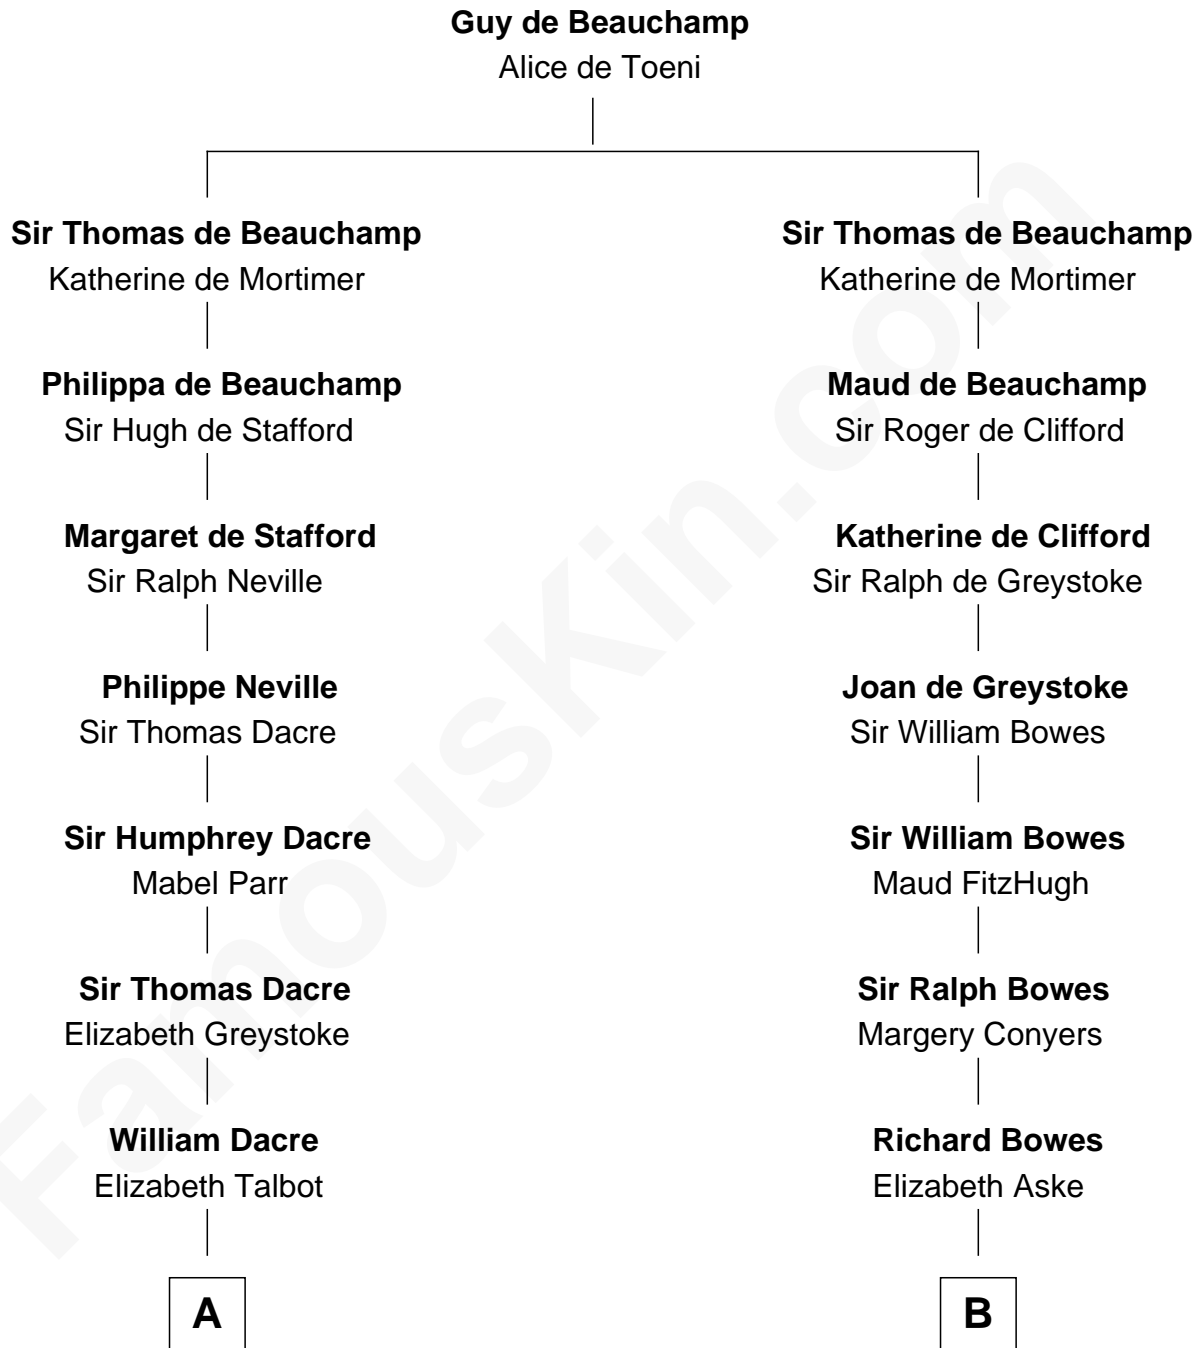 Guy de Beauchamp
Alice de Toeni
Sir Thomas de Beauchamp
Katherine de Mortimer
Sir Thomas de Beauchamp
Katherine de Mortimer
Philippa de Beauchamp
Sir Hugh de Stafford
Maud de Beauchamp
Sir Roger de Clifford
Margaret de Stafford
Sir Ralph Neville
Katherine de Clifford
Sir Ralph de Greystoke
Philippe Neville
Sir Thomas Dacre
Joan de Greystoke
Sir William Bowes
Sir Humphrey Dacre
Mabel Parr
Sir William Bowes
Maud FitzHugh
Sir Thomas Dacre
Elizabeth Greystoke
Sir Ralph Bowes
Margery Conyers
William Dacre
Elizabeth Talbot
Richard Bowes
Elizabeth Aske
A
B
FamousKin.com